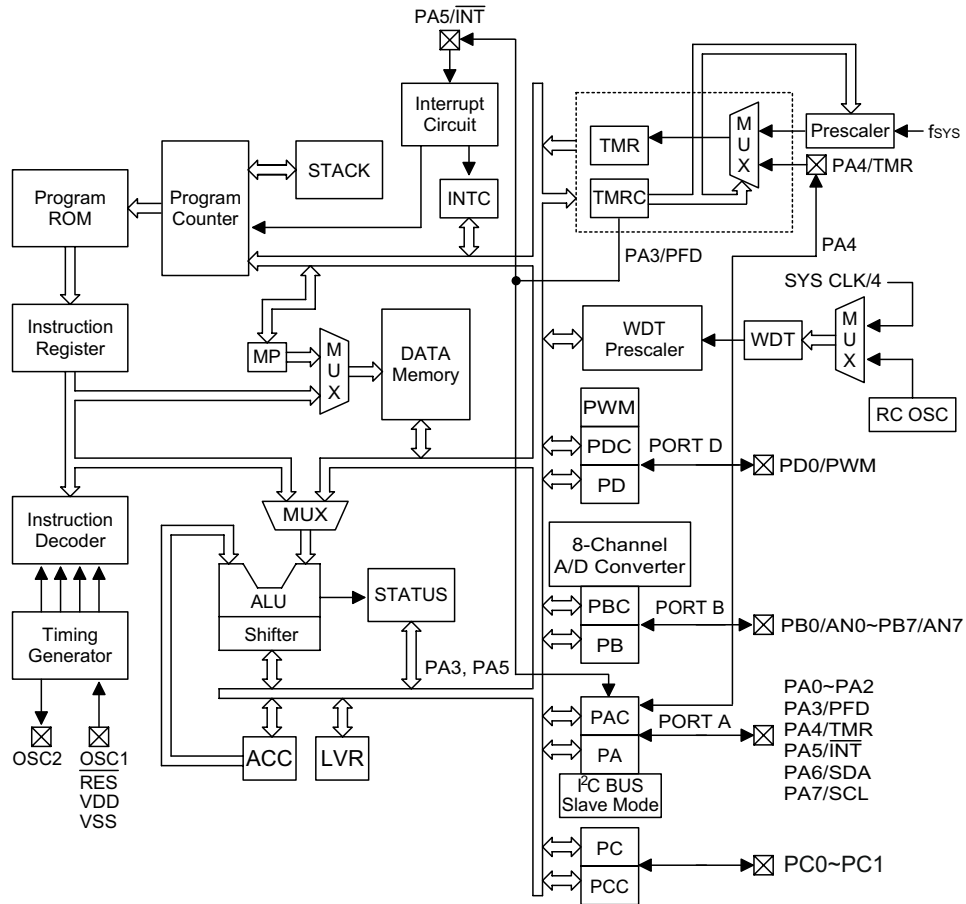 PA5/INT
Interrupt
Circuit
STACK
INTC
Program
ROM
Program
Counter
TMR
TMRC
M
U
X
Prescaler
fSYS
PA4/TMR
PA3/PFD
PA4
SYS CLK/4
Instruction
Register
MP
M
U
X
DATA
Memory
WDT
Prescaler
WDT
M
U
X
RC OSC
PWM
PDC
PD
PORT D
PD0/PWM
Instruction
Decoder
MUX
ALU
Shifter
STATUS
8-Channel
A/D Converter
PBC
PB
PORT B
PB0/AN0~PB7/AN7
Timing
Generator
PA3, PA5
PAC
PA
PORT A
I2C BUS
Slave Mode
PA0~PA2
PA3/PFD
PA4/TMR
PA5/INT
PA6/SDA
PA7/SCL
OSC2
OSC1
RES
VDD
VSS
ACC
LVR
PC
PCC
PC0~PC1